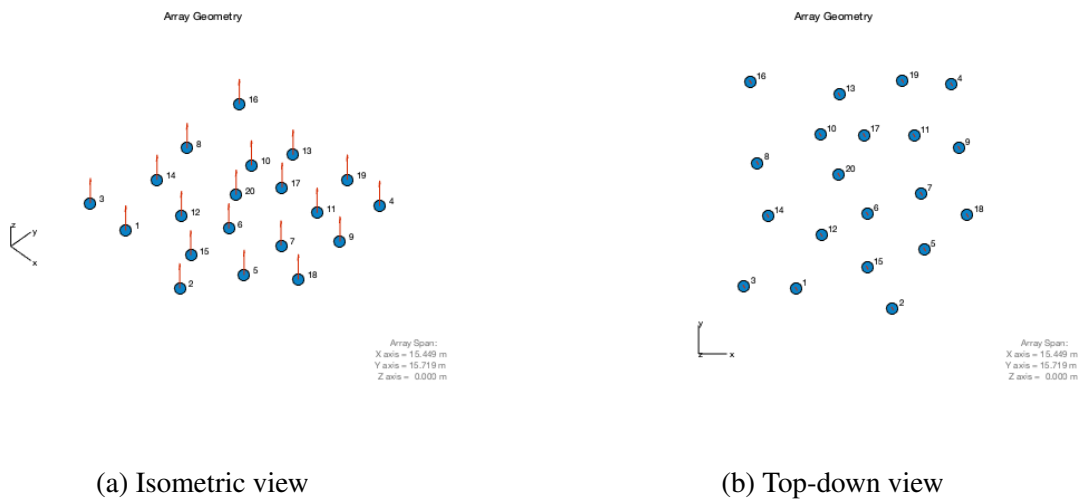 Array Geometry
16
8
10
13
14
3
20
17
19
4
12
11
1
6
7
9
15
5
18
2
z
y
x
Array Span:
X axis = 15.449 m
Y axis = 15.719 m
Z axis = 0.000 m
(a) Isometric view
Array Geometry
16
19
4
13
10
17
11
9
8
20
7
14
6
18
12
5
15
3
1
2
y
z
x
Array Span:
X axis = 15.449 m
Y axis = 15.719 m
Z axis = 0.000 m
(b) Top-down view